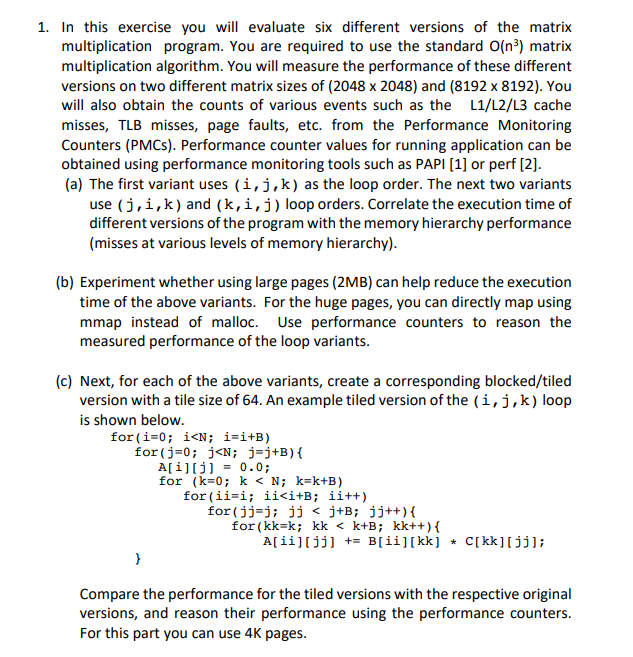 1. In this exercise you will evaluate six different versions of the matrix
multiplication program. You are required to use the standard O(n³) matrix
multiplication algorithm. You will measure the performance of these different
versions on two different matrix sizes of (2048 x 2048) and (8192 x 8192). You
will also obtain the counts of various events such as the L1/L2/L3 cache
misses, TLB misses, page faults, etc. from the Performance Monitoring
Counters (PMCs). Performance counter values for running application can be
obtained using performance monitoring tools such as PAPI [1] or perf [2].
(a) The first variant uses (i,j,k) as the loop order. The next two variants
use (j,i,k) and (k,i,j) loop orders. Correlate the execution time of
different versions of the program with the memory hierarchy performance
(misses at various levels of memory hierarchy).
(b) Experiment whether using large pages (2MB) can help reduce the execution
time of the above variants. For the huge pages, you can directly map using
mmap instead of malloc. Use performance counters to reason the
measured performance of the loop variants.
(c) Next, for each of the above variants, create a corresponding blocked/tiled
version with a tile size of 64. An example tiled version of the (i,j,k) loop
is shown below.
for(i=0; i<N; i=i+B)
for(j=0; j<N; j=j+B){
A[i][j] = 0.0;
for (k=0; k < N; k=k+B)
for(ii=i; ii<i+B; ii++)
for(jj=j; jj < j+B; jj++){
for(kk=k; kk < k+B; kk++){
A[ii][jj] += B[ii][kk] * C[kk][jj];
}
Compare the performance for the tiled versions with the respective original
versions, and reason their performance using the performance counters.
For this part you can use 4K pages.